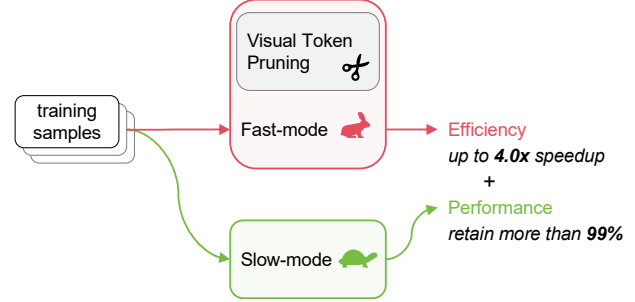 Visual Token
Pruning
training
samples
Fast-mode
Efficiency
up to 4.0x speedup
+
Performance
retain more than 99%
Slow-mode